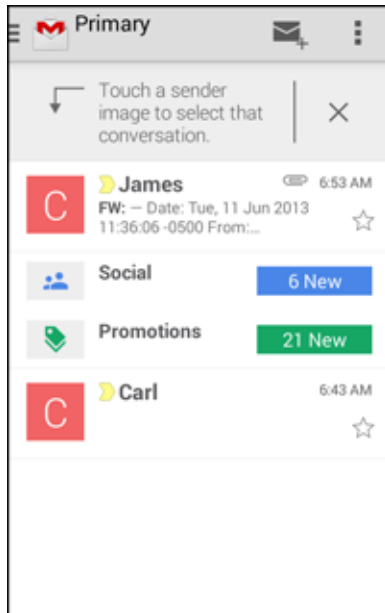 Primary
Touch a sender
image to select that
conversation.
C
James
6:53 AM
FW: – Date: Tue, 11 Jun 2013
11:36:06 -0500 From:...
Social
6 New
Promotions
21 New
C
Carl
6:43 AM